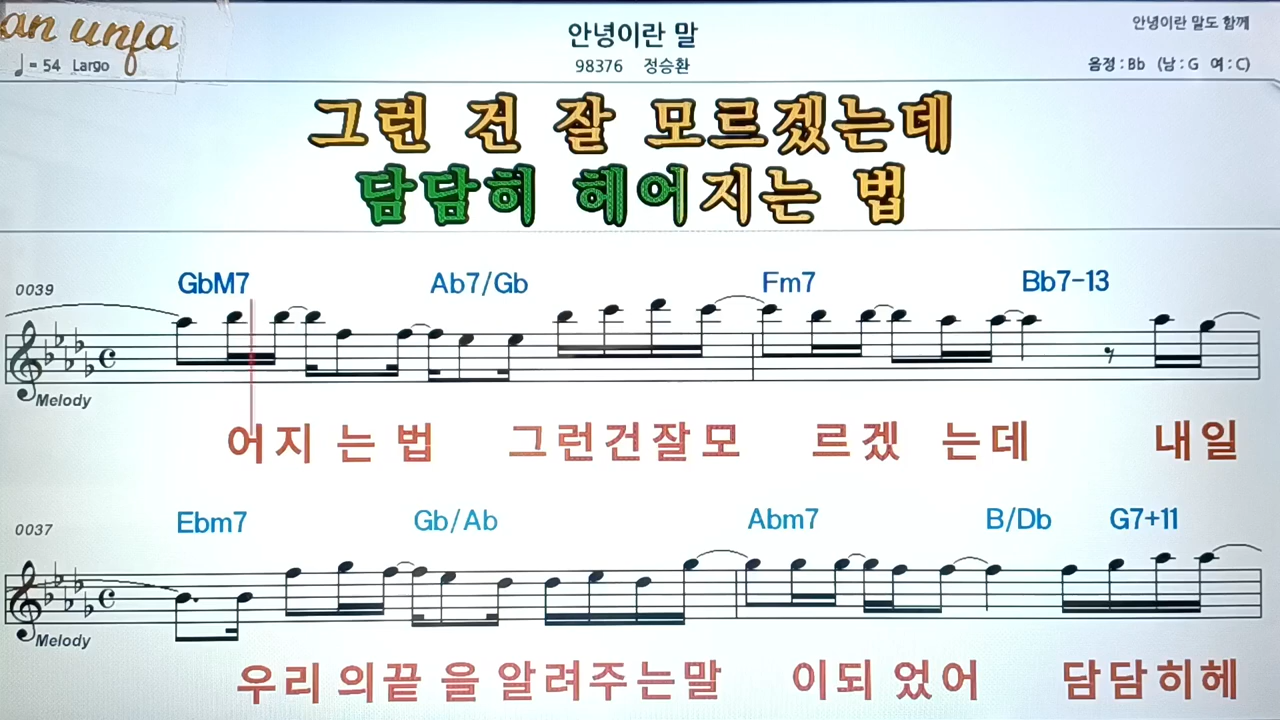 an unfa
안녕이란 말
안녕이란 말도 함께
♩= 54 Largo
98376 정승환
음정 : Bb (남 : G 여 : C)
그런 건 잘 모르겠는데
담담히 헤어지는 법
0039
GbM7 Ab7/Gb Fm7 Bb7-13
Melody
어지 는 법 그런건잘모 르겠 는데 내일
0037
Ebm7 Gb/Ab Abm7 B/Db G7+11
Melody
우리 의끝 을 알려주는말 이되 었어 담담히헤